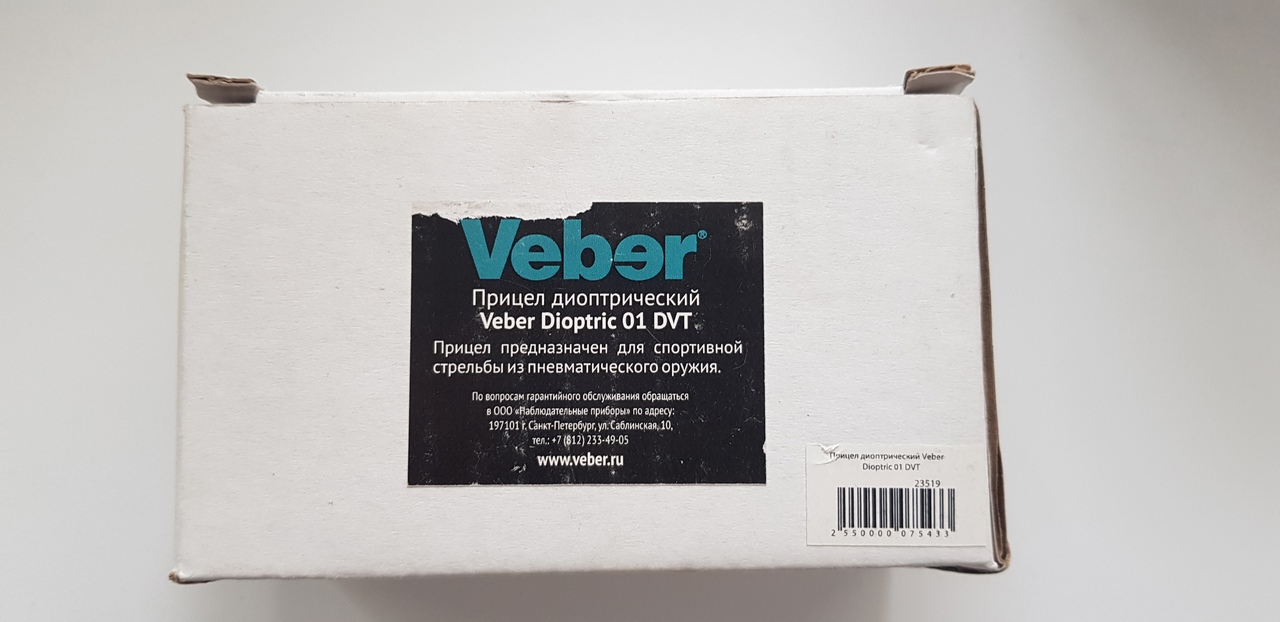 Veber®
Прицел диоптрический
Veber Dioptric 01 DVT
Прицел предназначен для спортивной
стрельбы из пневматического оружия.
По вопросам гарантийного обслуживания обращаться
в ООО «Наблюдательные приборы» по адресу:
197101 г. Санкт-Петербург, ул. Саблинская, 10,
тел.: +7 (812) 233-49-05
www.veber.ru
Прицел диоптрический Veber
Dioptric 01 DVT
23519
2 550000 075433